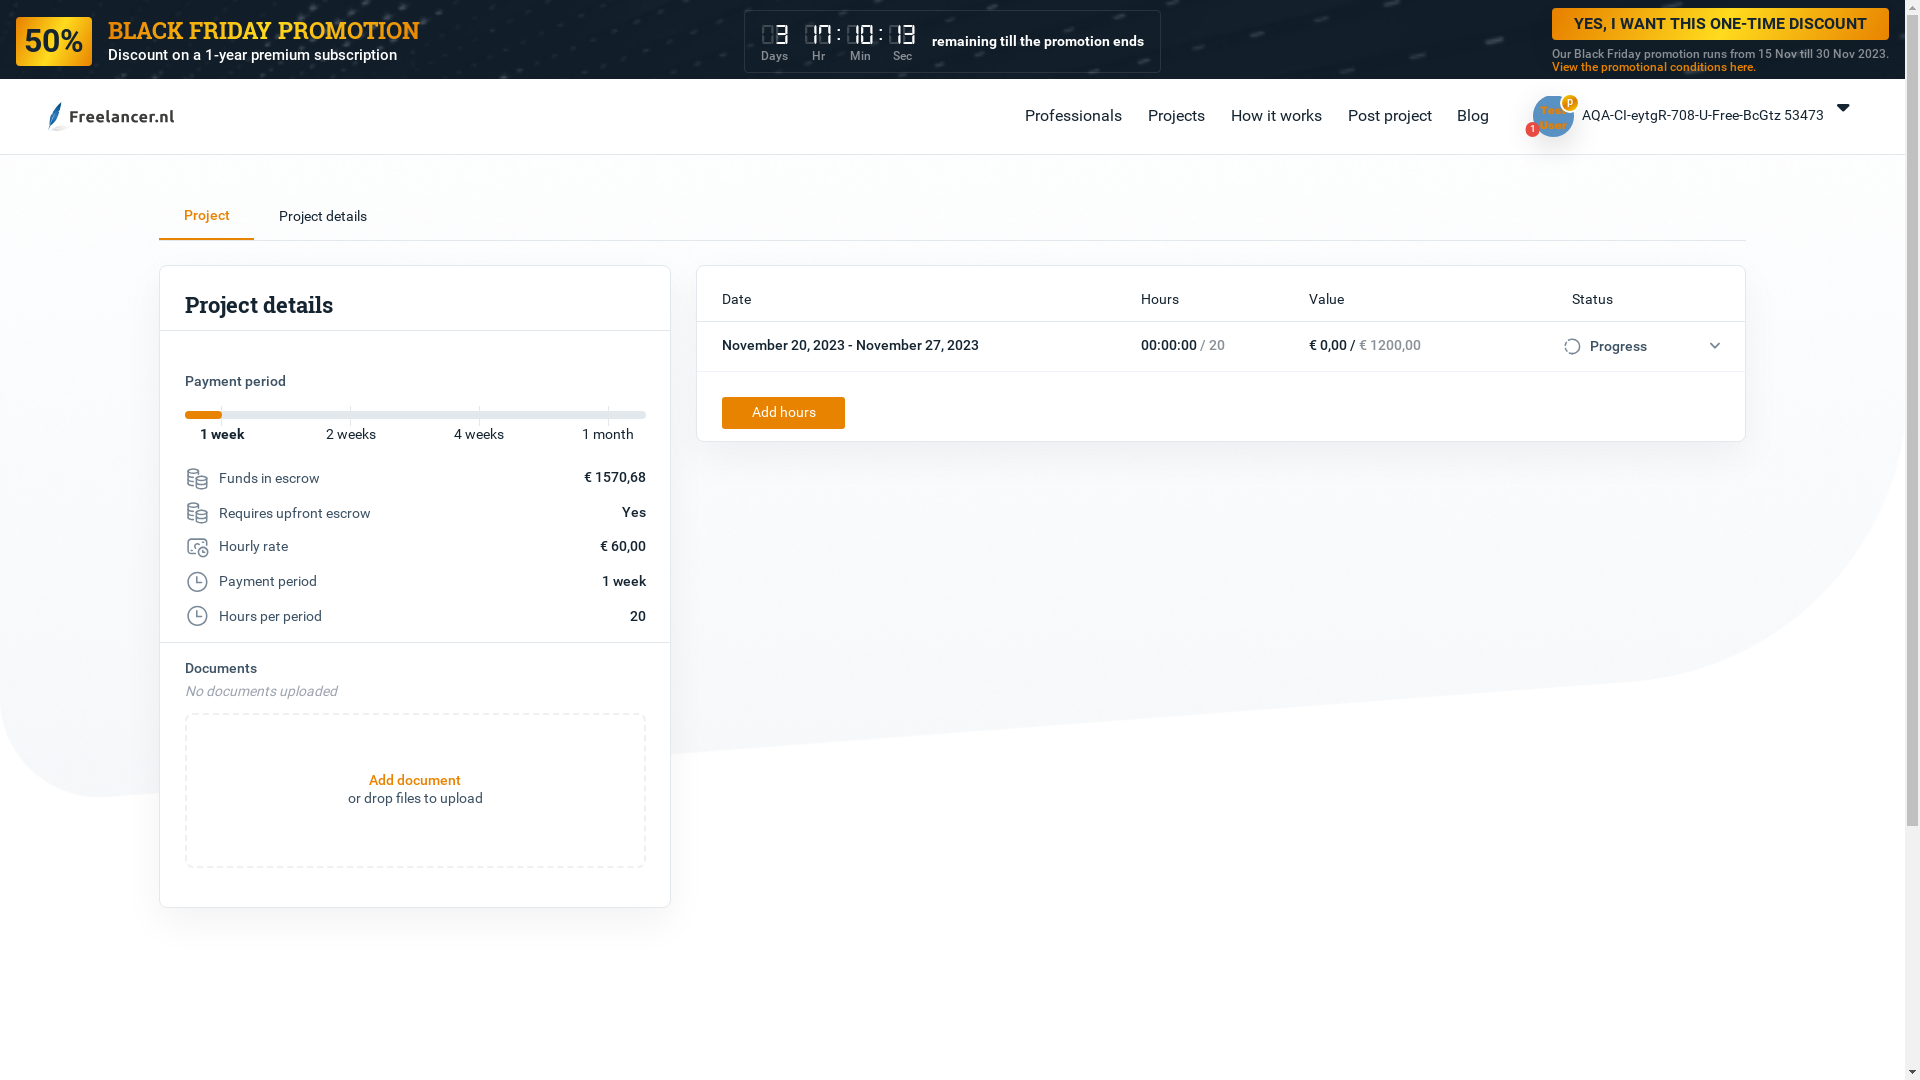 50%
BLACK FRIDAY PROMOTION
Discount on a 1-year premium subscription
3 17 : 10 : 13
Days Hr Min Sec
remaining till the promotion ends
YES, I WANT THIS ONE-TIME DISCOUNT
Our Black Friday promotion runs from 15 Nov till 30 Nov 2023.
View the promotional conditions here.
Freelancer.nl
Professionals
Projects
How it works
Post project
Blog
Test
User
P
1
AQA-CI-eytgR-708-U-Free-BcGtz 53473
Project
Project details
Project details
Payment period
1 week 2 weeks 4 weeks 1 month
Funds in escrow € 1570,68
Requires upfront escrow Yes
Hourly rate € 60,00
Payment period 1 week
Hours per period 20
Documents
No documents uploaded
Add document
or drop files to upload
Date Hours Value Status
November 20, 2023 - November 27, 2023 00:00:00 / 20 € 0,00 / € 1200,00 Progress
Add hours